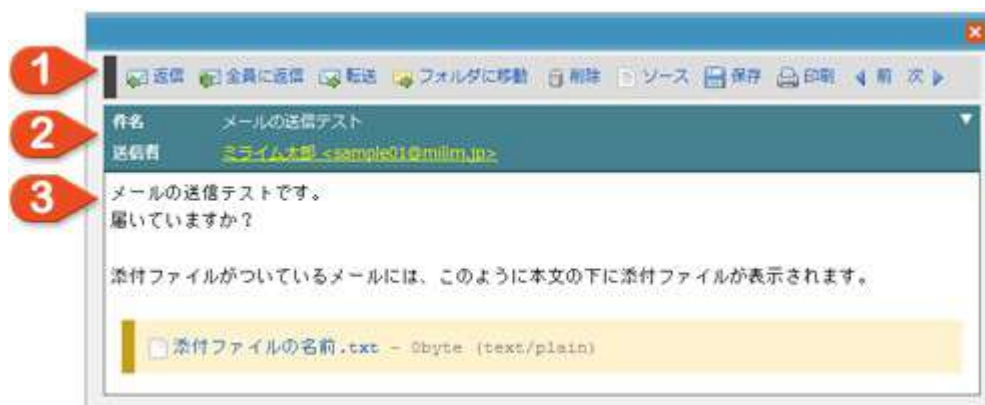 1
返信 全員に返信 転送 フォルダに移動 削除 ソース 保存 印刷 前 次
2
件名 メールの送信テスト
送信者 ミライム太郎 <sample01@milim.jp>
3
メールの送信テストです。
届いていますか？
添付ファイルがついているメールには、このように本文の下に添付ファイルが表示されます。
添付ファイルの名前.txt - 0byte (text/plain)